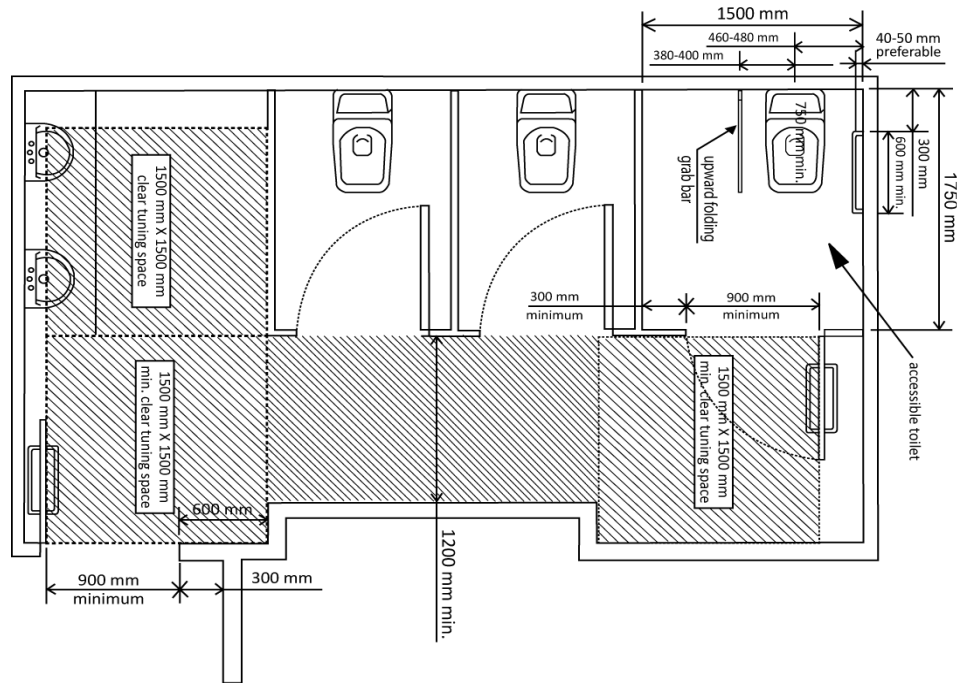 1500 mm
460-480 mm
380-400 mm
40-50 mm
preferable
750 mm min.
upward folding
grab bar
600 mm min.
300 mm
1750 mm
1500 mm X 1500 mm
clear tuning space
300 mm
minimum
900 mm
minimum
1500 mm X 1500 mm
min. clear tuning space
1500 mm X 1500 mm
min. clear tuning space
accessible toilet
600 mm
1200 mm min.
900 mm
minimum
300 mm